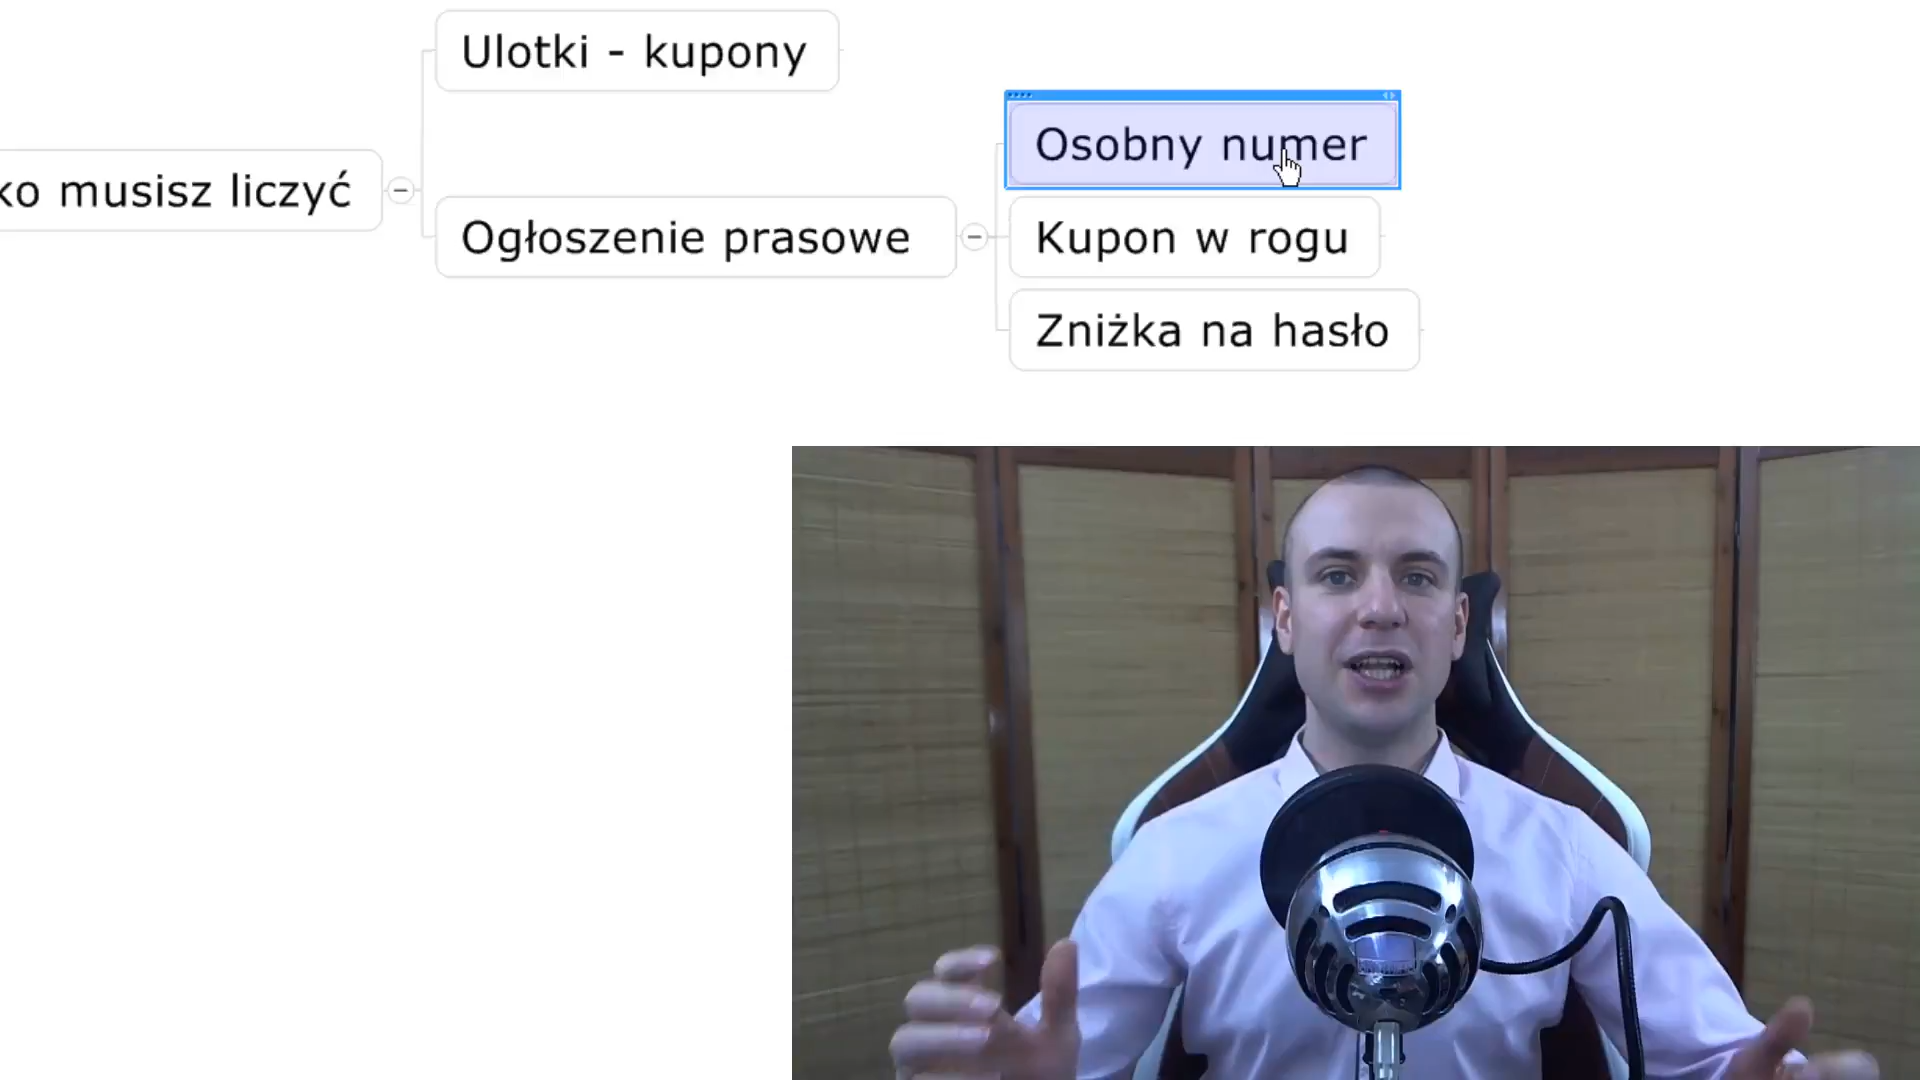 Ulotki - kupony
Osobny numer
ko musisz liczyć
Ogłoszenie prasowe
Kupon w rogu
Zniżka na hasło